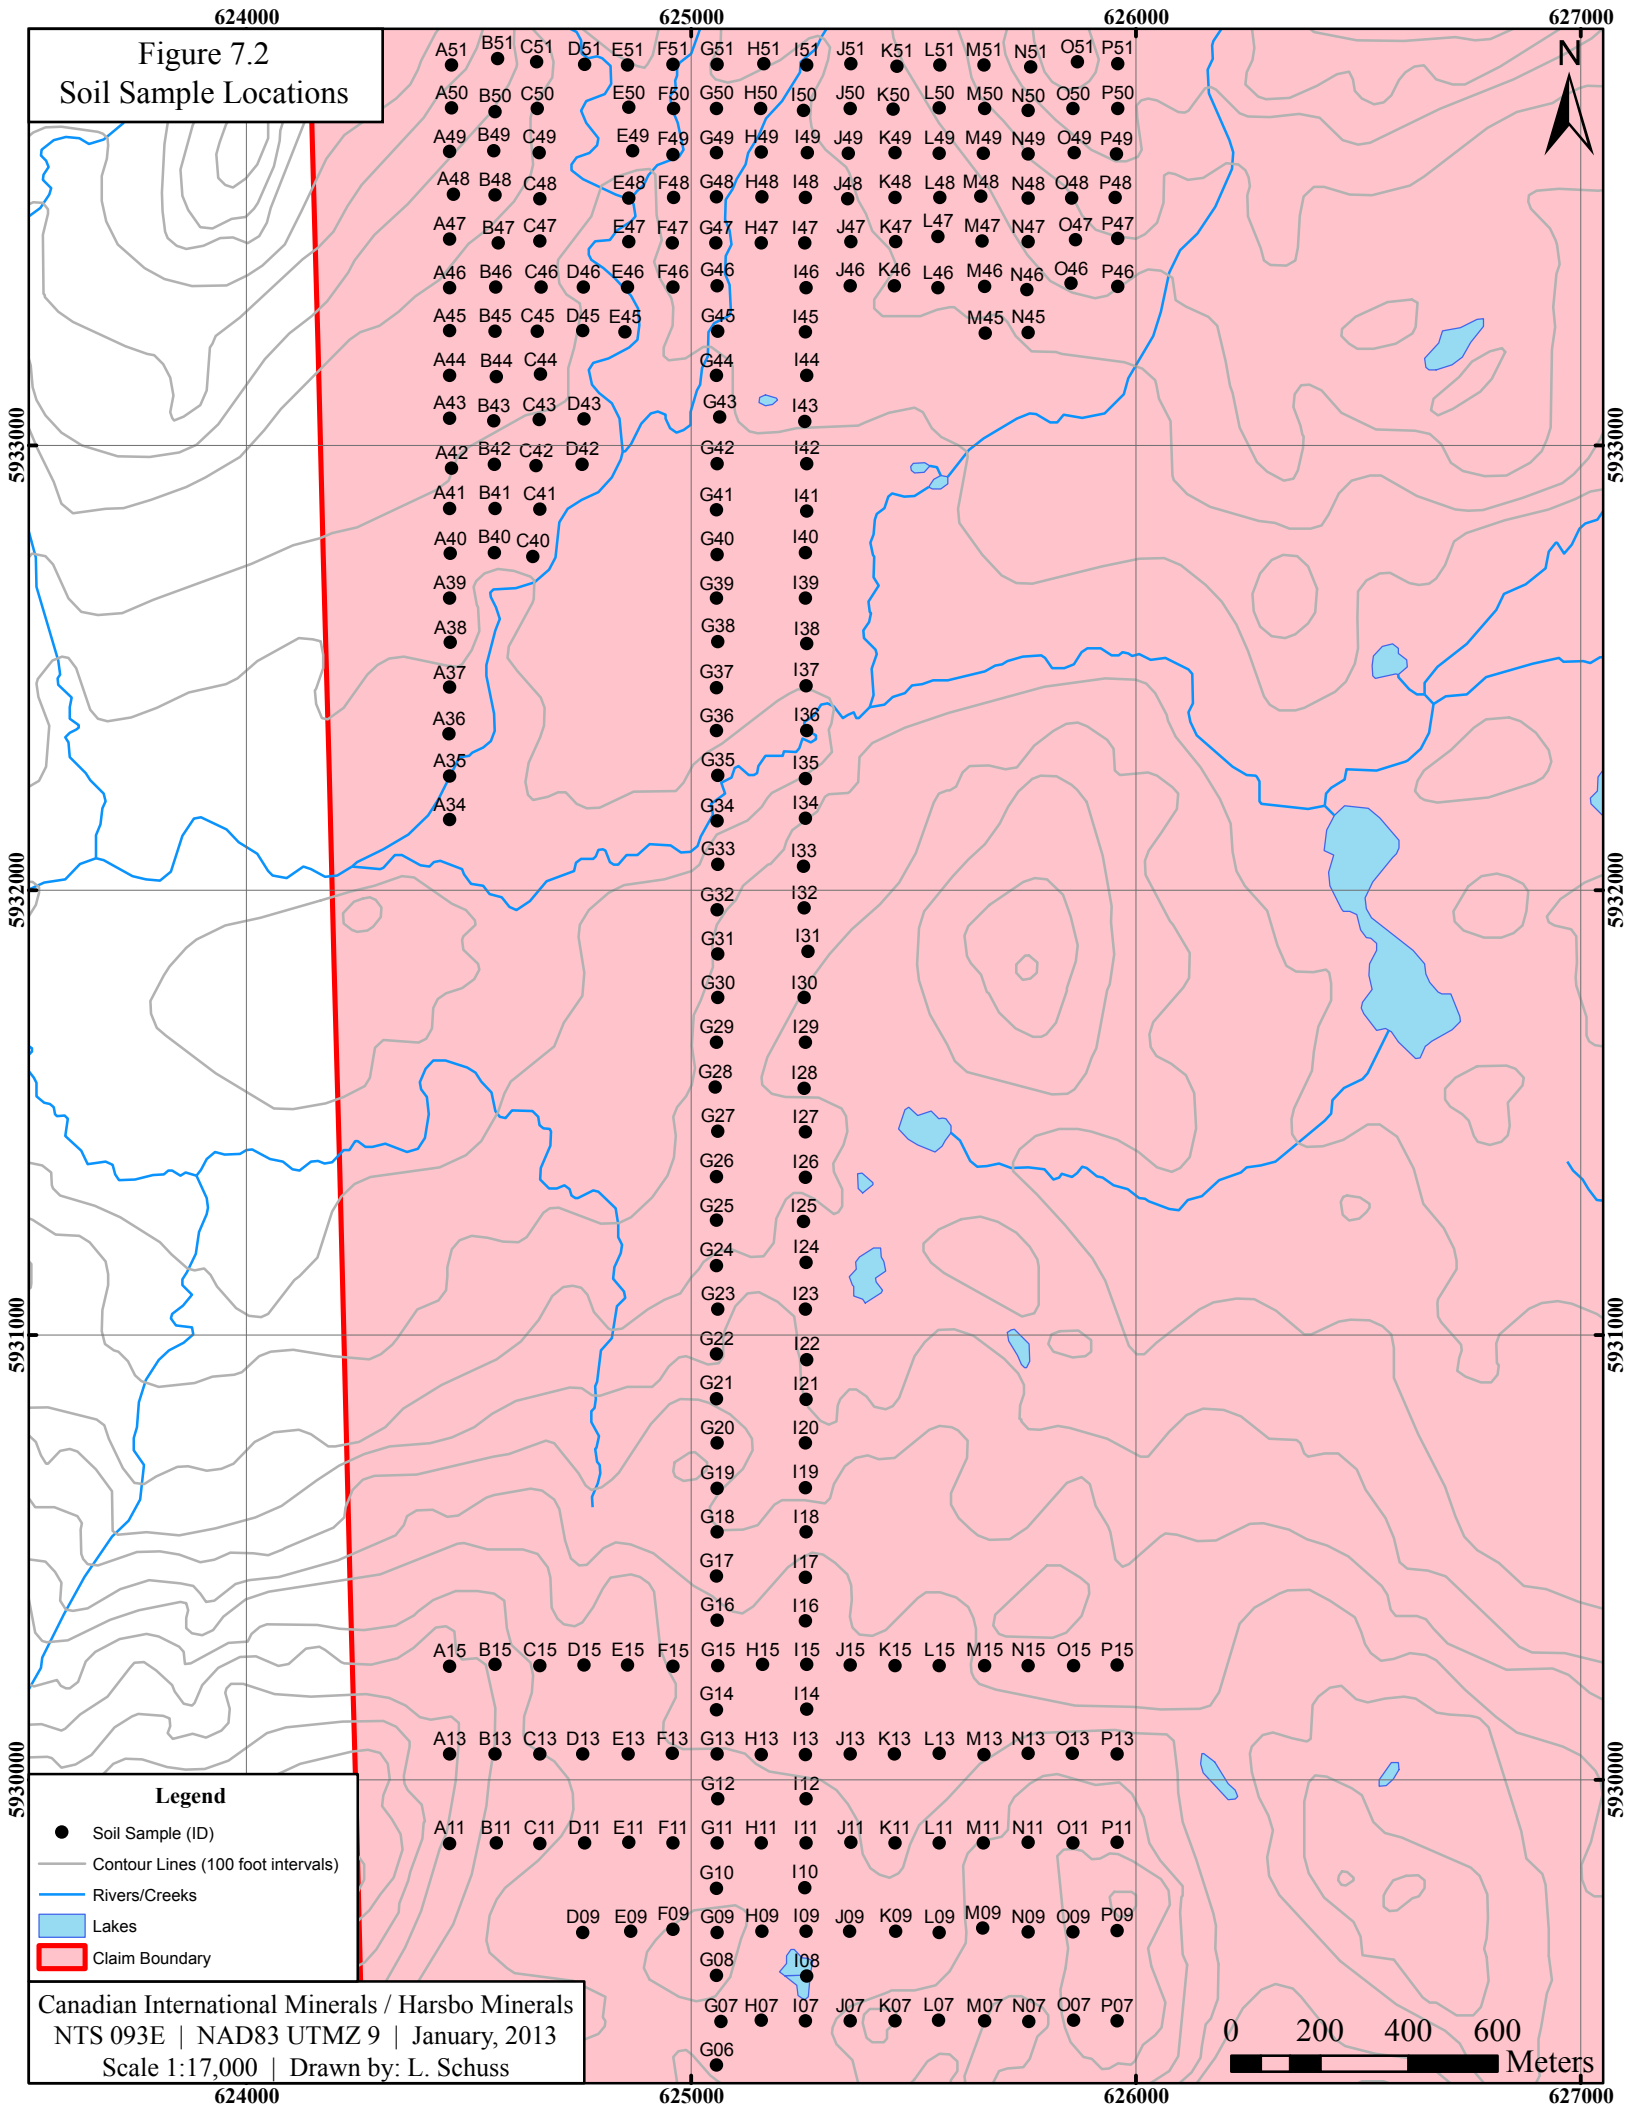 624000 625000 626000 627000
Figure 7.2
Soil Sample Locations
N
A51 B51 C51 D51 E51 F51 G51 H51 I51 J51 K51 L51 M51 N51 O51 P51
A50 B50 C50 E50 F50 G50 H50 I50 J50 K50 L50 M50 N50 O50 P50
A49 B49 C49 E49 F49 G49 H49 I49 J49 K49 L49 M49 N49 O49 P49
A48 B48 C48 E48 F48 G48 H48 I48 J48 K48 L48 M48 N48 O48 P48
A47 B47 C47 E47 F47 G47 H47 I47 J47 K47 L47 M47 N47 O47 P47
A46 B46 C46 D46 E46 F46 G46 I46 J46 K46 L46 M46 N46 O46 P46
A45 B45 C45 D45 E45 G45 I45 M45 N45
A44 B44 C44 G44 I44
A43 B43 C43 D43 G43 I43
5933000 5933000
A42 B42 C42 D42 G42 I42
A41 B41 C41 G41 I41
A40 B40 C40 G40 I40
A39 G39 I39
A38 G38 I38
A37 G37 I37
A36 G36 I36
A35 G35 I35
A34 G34 I34
G33 I33
5932000 5932000
G32 I32
G31 I31
G30 I30
G29 I29
G28 I28
G27 I27
G26 I26
G25 I25
G24 I24
G23 I23
5931000 5931000
G22 I22
G21 I21
G20 I20
G19 I19
G18 I18
G17 I17
G16 I16
A15 B15 C15 D15 E15 F15 G15 H15 I15 J15 K15 L15 M15 N15 O15 P15
G14 I14
A13 B13 C13 D13 E13 F13 G13 H13 I13 J13 K13 L13 M13 N13 O13 P13
5930000 5930000
G12 I12
A11 B11 C11 D11 E11 F11 G11 H11 I11 J11 K11 L11 M11 N11 O11 P11
G10 I10
D09 E09 F09 G09 H09 I09 J09 K09 L09 M09 N09 O09 P09
G08 I08
G07 H07 I07 J07 K07 L07 M07 N07 O07 P07
G06
Legend
Soil Sample (ID)
Contour Lines (100 foot intervals)
Rivers/Creeks
Lakes
Claim Boundary
Canadian International Minerals / Harsbo Minerals
NTS 093E | NAD83 UTMZ 9 | January, 2013
Scale 1:17,000 | Drawn by: L. Schuss
0 200 400 600
Meters
624000 625000 626000 627000